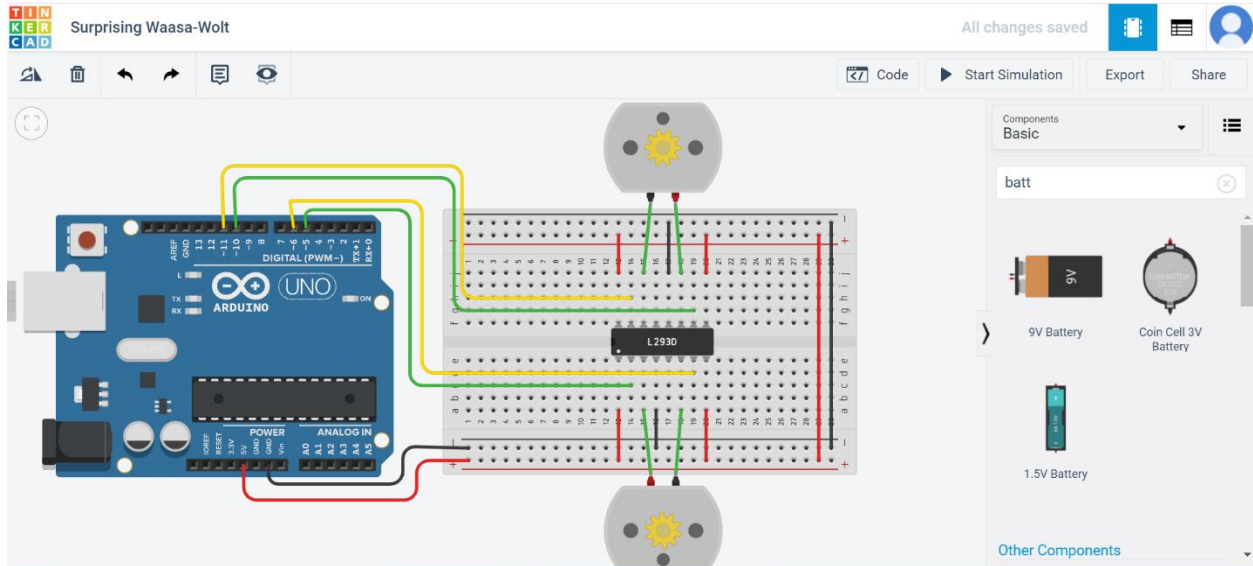 TIN
KER
CAD
Surprising Waasa-Wolt
All changes saved
Code
Start Simulation
Export
Share
Components
Basic
batt
9V
9V Battery
Coin Cell 3V
Battery
1.5V Battery
Other Components
AREF
GND
13
12
~11
~10
~9
8
7
~6
~5
4
~3
2
TX→1
RX←0
DIGITAL (PWM~)
L
TX
RX
ARDUINO
UNO
ON
POWER
ANALOG IN
IOREF
RESET
3.3V
5V
GND
GND
Vin
A0
A1
A2
A3
A4
A5
L293D